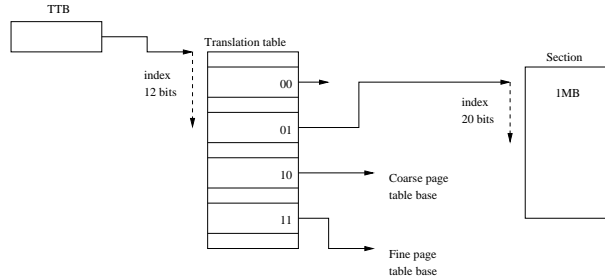 TTB
Translation table
index
12 bits
00
01
10
11
Section
1MB
index
20 bits
Coarse page
table base
Fine page
table base